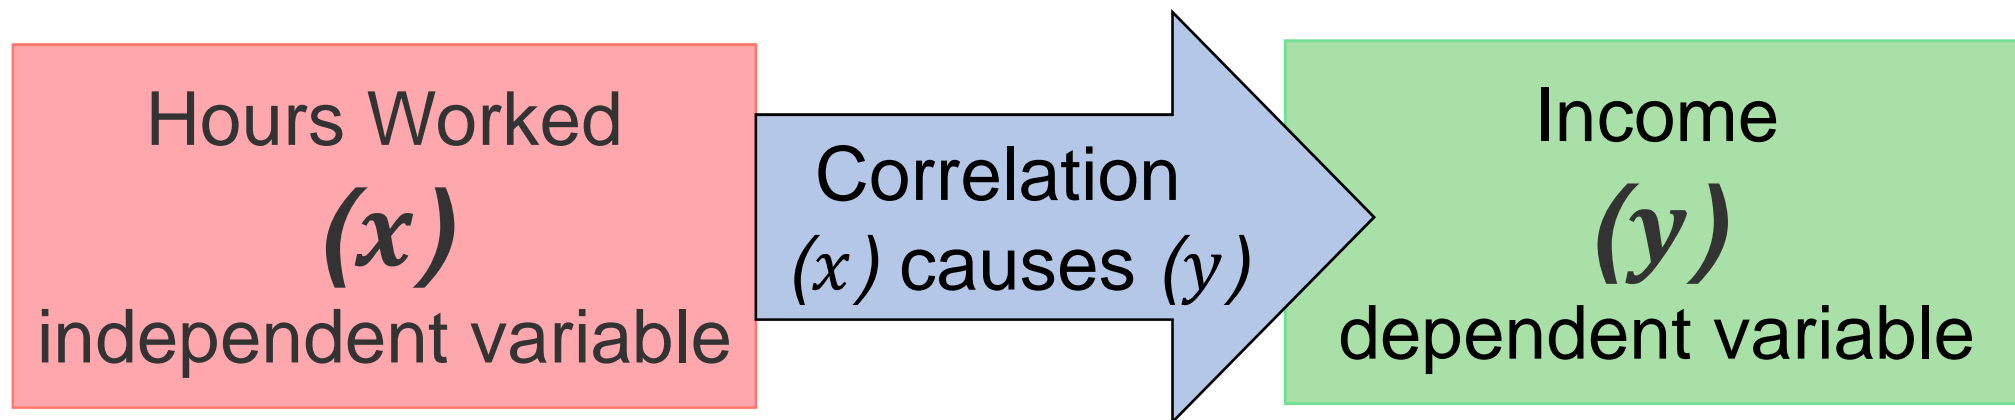 Hours Worked
(x)
independent variable
Correlation
(x) causes (y)
Income
(y)
dependent variable